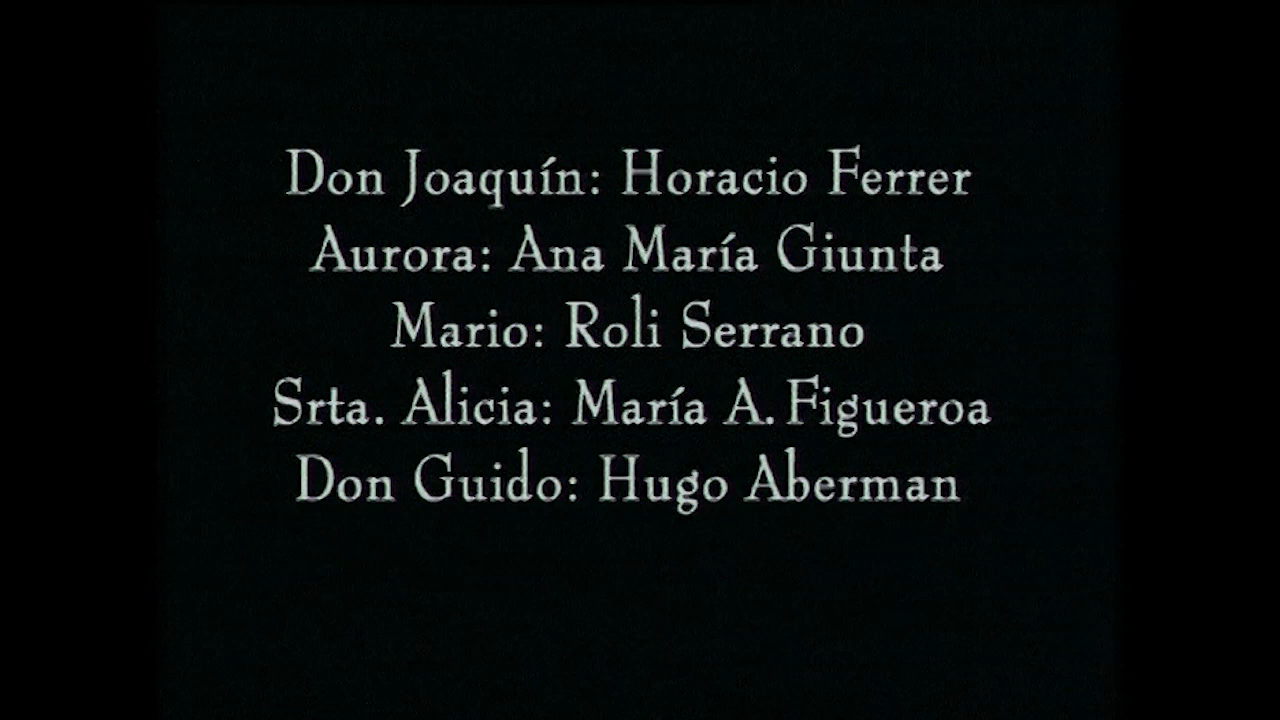 Don Joaquín: Horacio Ferrer
Aurora: Ana María Giunta
Mario: Roli Serrano
Srta. Alicia: María A. Figueroa
Don Guido: Hugo Aberman